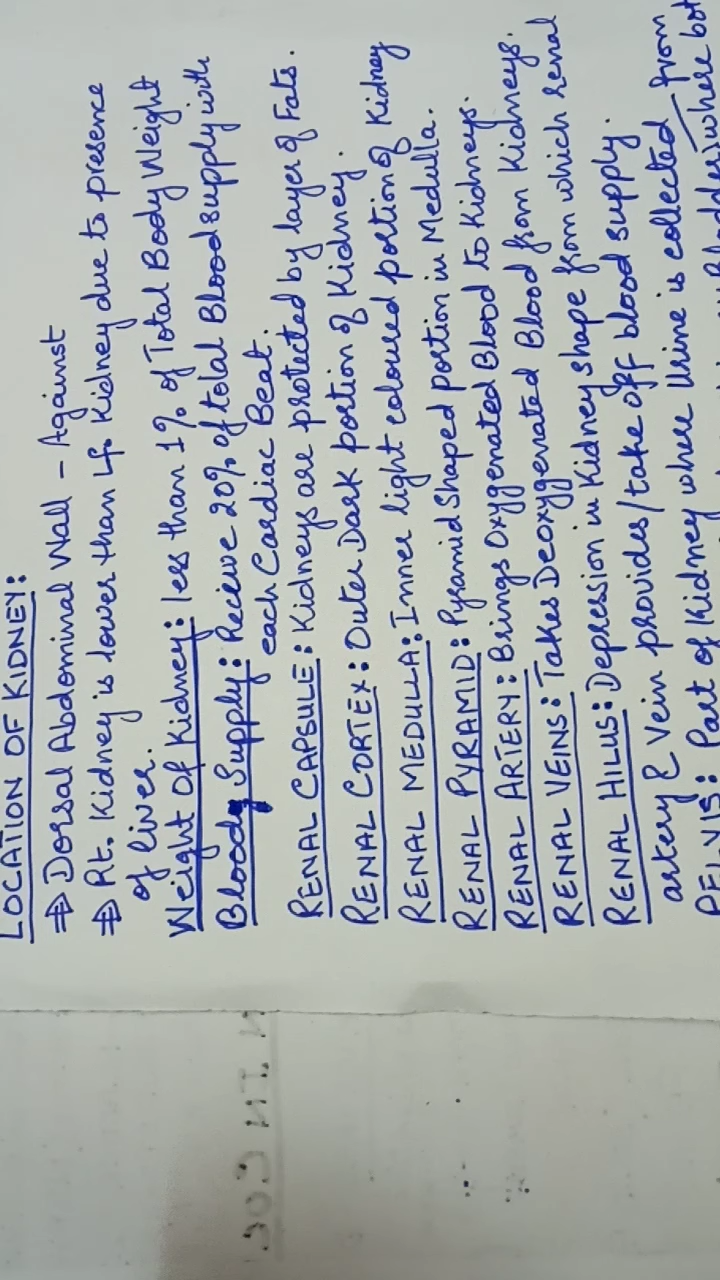 LOCATION OF KIDNEY:
⇒ Dorsal Abdominal Wall - Against
⇒ Rt. Kidney is lower than Lf. Kidney due to presence
of liver.
Weight Of Kidney: less than 1% of Total Body Weight
Blood Supply: Recieve 20% of total Blood supply with
each Cardiac Beat.
RENAL CAPSULE: Kidneys are protected by layer of Fats.
RENAL CORTEX: Outer Dark portion of Kidney.
RENAL MEDULLA: Inner light coloured portion of Kidney
RENAL PYRAMID: Pyramid Shaped portion in Medulla.
RENAL ARTERY: Brings Oxygenated Blood to Kidneys.
RENAL VEINS: Takes Deoxygenated Blood from Kidneys.
RENAL HILUS: Depression in Kidney shape from which renal
artery & Vein provides/take off blood supply.
PELVIS: Part of Kidney where Urine is collected from
where bot